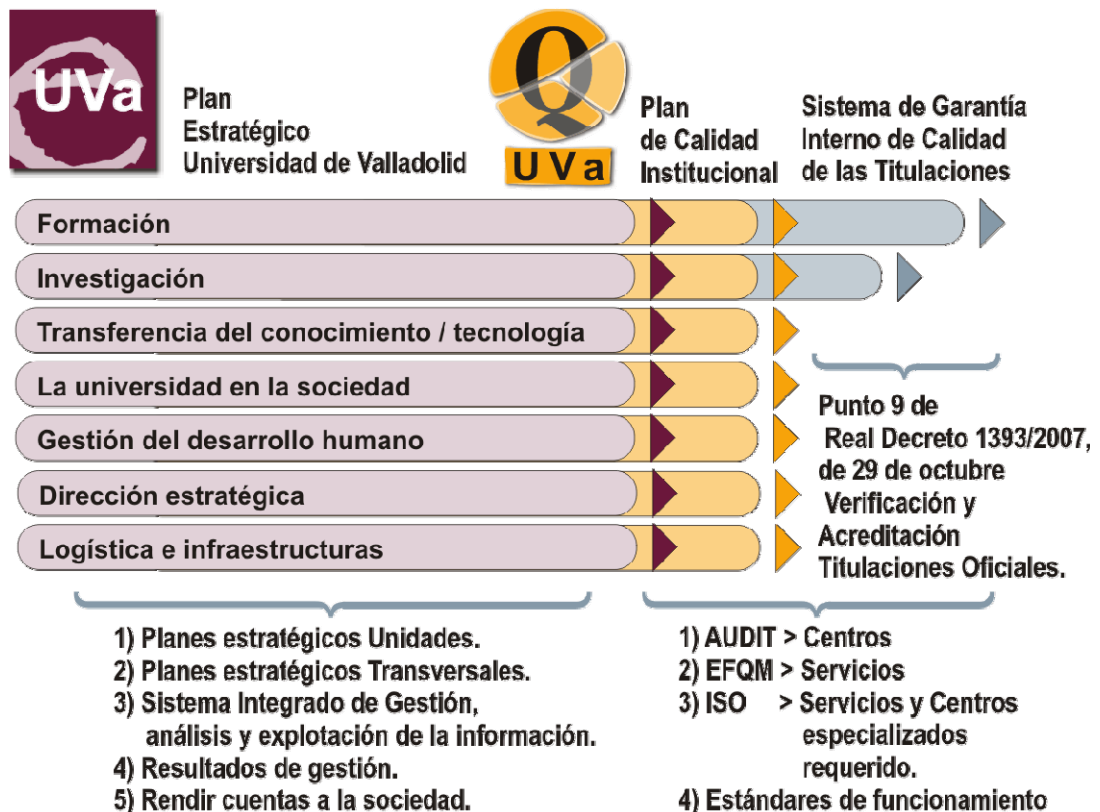 UVa
Plan
Estratégico
Universidad de Valladolid
Q
UVa
Plan
de Calidad
Institucional
Sistema de Garantía
Interno de Calidad
de las Titulaciones
Formación
Investigación
Transferencia del conocimiento / tecnología
La universidad en la sociedad
Gestión del desarrollo humano
Dirección estratégica
Logística e infraestructuras
Punto 9 de
Real Decreto 1393/2007,
de 29 de octubre
Verificación y
Acreditación
Titulaciones Oficiales.
1) Planes estratégicos Unidades.
2) Planes estratégicos Transversales.
3) Sistema Integrado de Gestión,
análisis y explotación de la información.
4) Resultados de gestión.
5) Rendir cuentas a la sociedad.
1) AUDIT > Centros
2) EFQM > Servicios
3) ISO > Servicios y Centros
especializados
requerido.
4) Estándares de funcionamiento